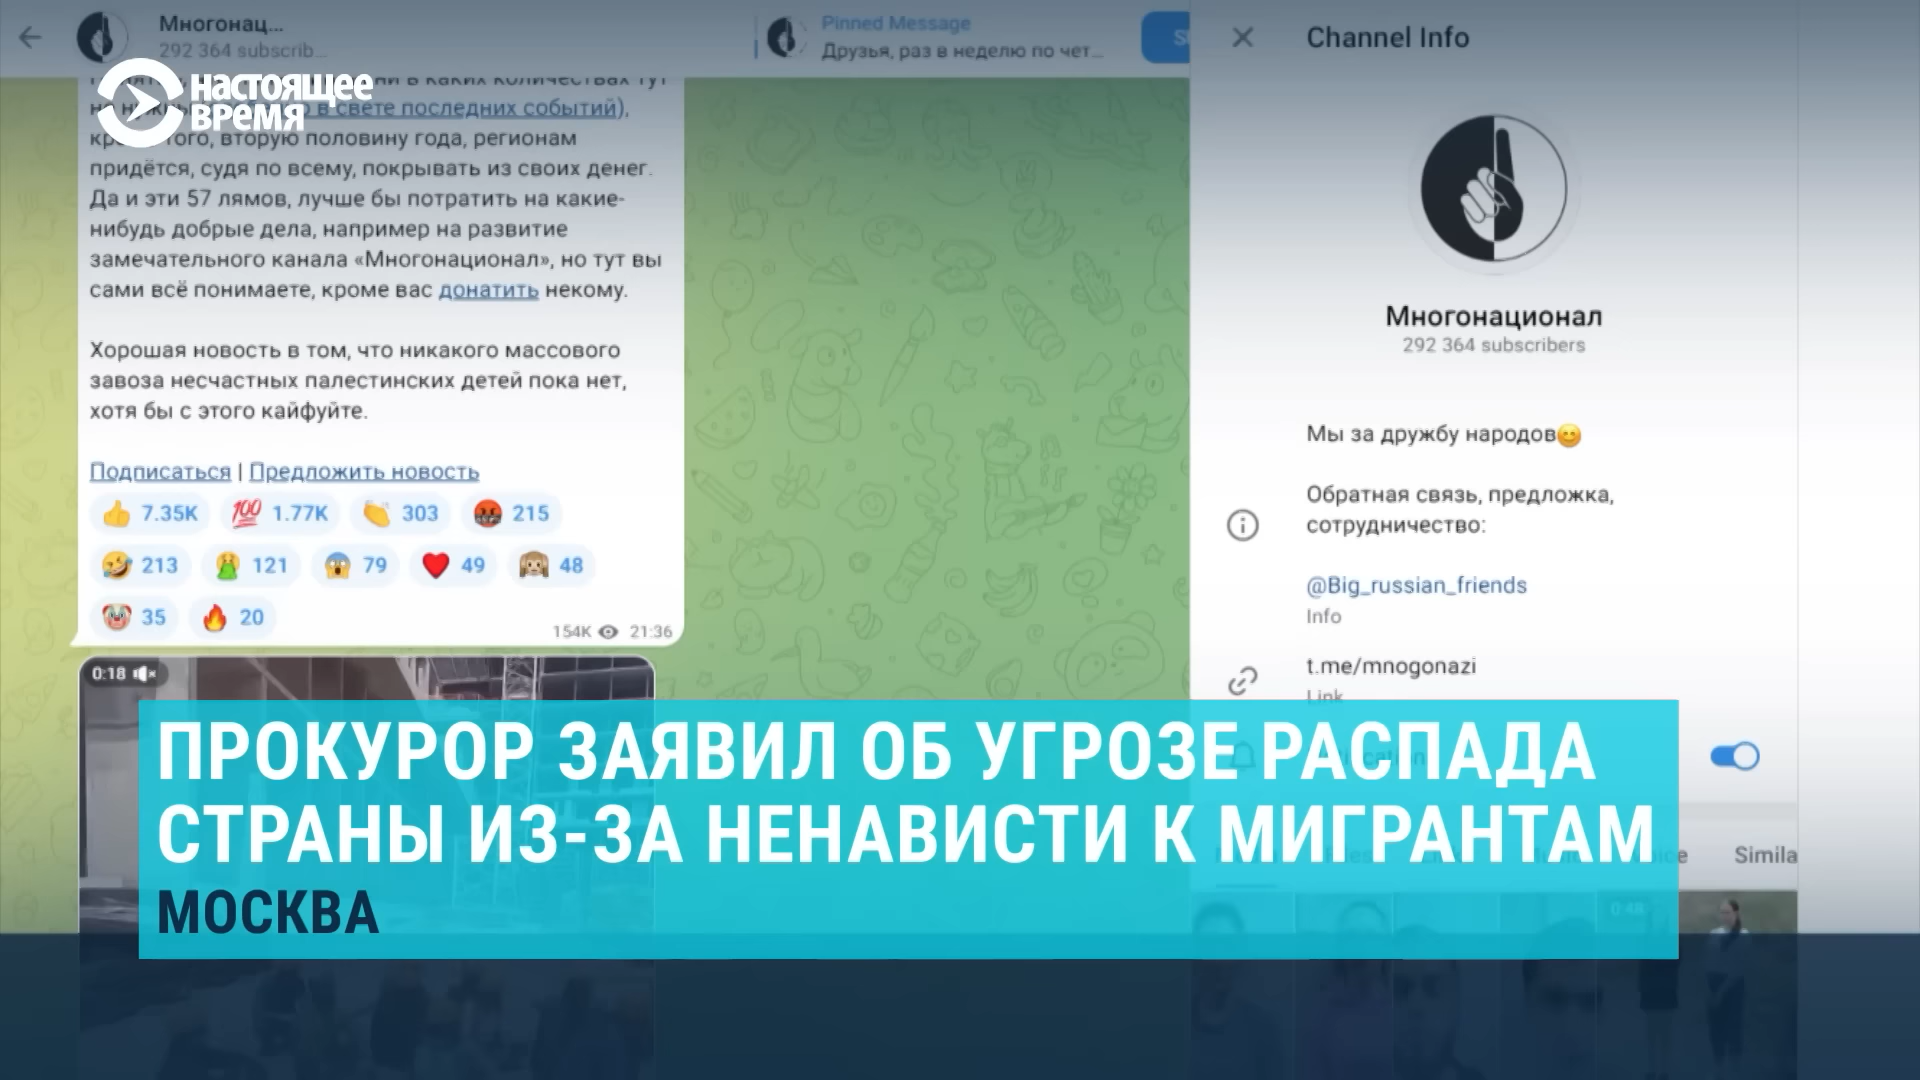 Многонац...
292 364 subscrib...
Pinned Message
Друзья, раз в неделю по чет...
Channel Info
НАСТОЯЩЕЕ
ВРЕМЯ
в каких количествах тут
в свете последних событий),
того, вторую половину года, регионам
придётся, судя по всему, покрывать из своих денег.
Да и эти 57 лямов, лучше бы потратить на какие-
нибудь добрые дела, например на развитие
замечательного канала «Многонационал», но тут вы
сами всё понимаете, кроме вас донатить некому.
Хорошая новость в том, что никакого массового
завоза несчастных палестинских детей пока нет,
хотя бы с этого кайфуйте.
Подписаться | Предложить новость
7.35K 1.77K 303 215
213 121 79 49 48
35 20
154K 21:36
0:18
Многонационал
292 364 subscribers
Мы за дружбу народов😊
Обратная связь, предложка,
сотрудничество:
@Big_russian_friends
Info
t.me/mnogonazi
Link
Simila
0:48
ПРОКУРОР ЗАЯВИЛ ОБ УГРОЗЕ РАСПАДА
СТРАНЫ ИЗ-ЗА НЕНАВИСТИ К МИГРАНТАМ
МОСКВА